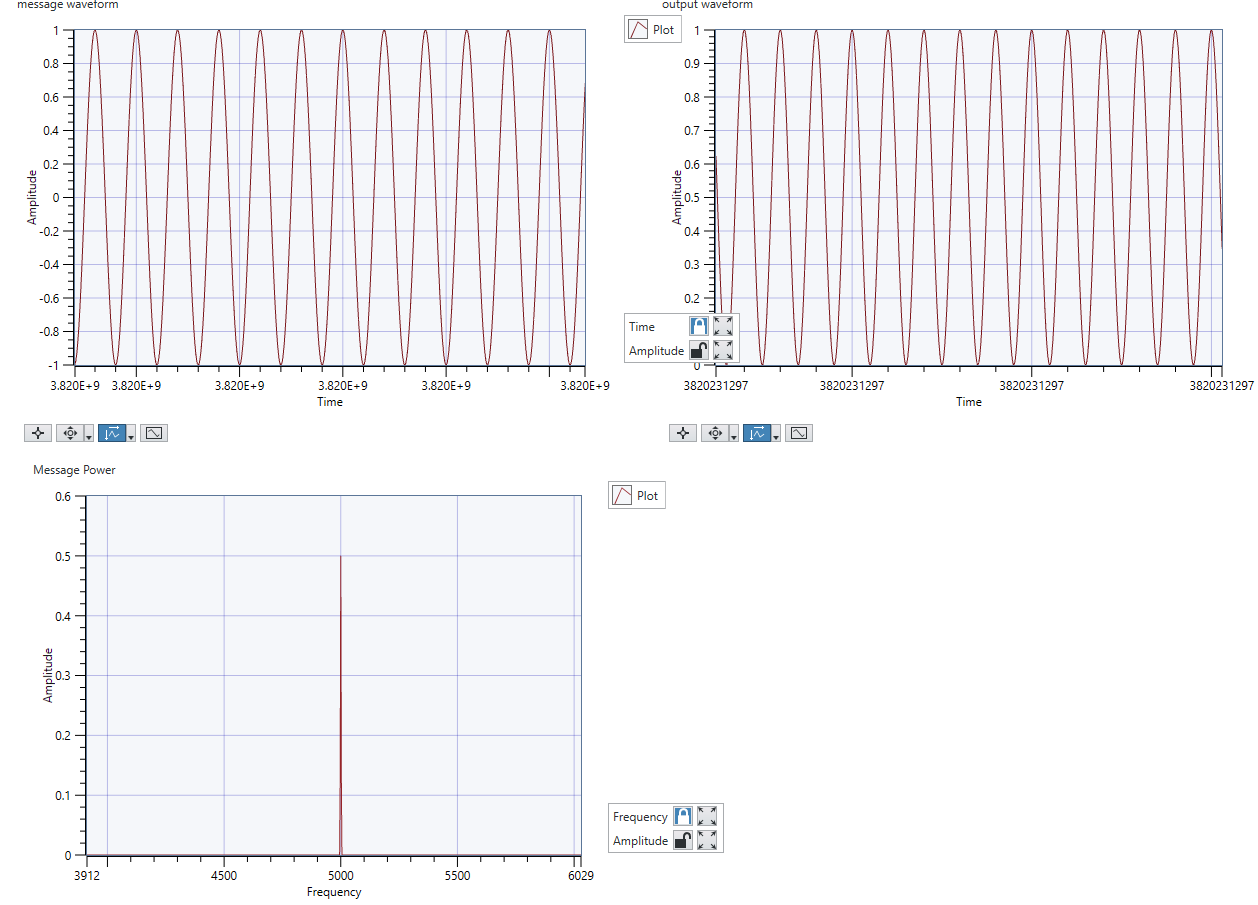 message waveform
1
0.8
0.6
0.4
0.2
0
-0.2
-0.4
-0.6
-0.8
-1
Amplitude
3.820E+9 3.820E+9 3.820E+9 3.820E+9 3.820E+9 3.820E+9
Time
output waveform
Plot
1
0.9
0.8
0.7
0.6
0.5
0.4
0.3
0.2
0
Amplitude
Time
Amplitude
3820231297 3820231297 3820231297 3820231297
Time
Message Power
Plot
0.6
0.5
0.4
0.3
0.2
0.1
0
Amplitude
3912 4500 5000 5500 6029
Frequency
Frequency
Amplitude